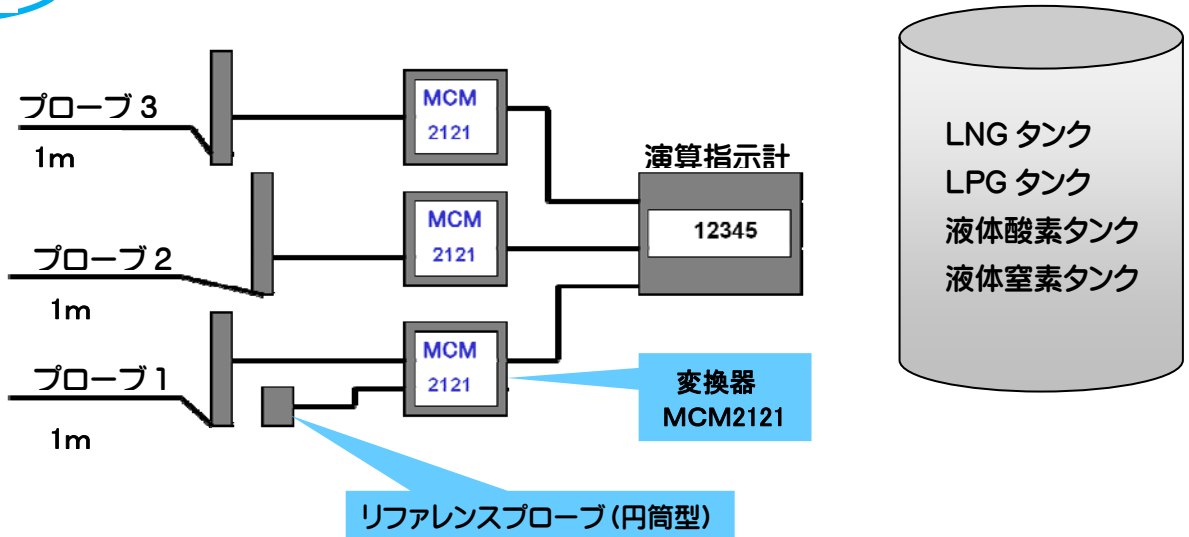 プローブ 3
1m
MCM
2121
プローブ 2
1m
MCM
2121
演算指示計
12345
プローブ 1
1m
MCM
2121
変換器
MCM2121
リファレンスプローブ(円筒型)
LNG タンク
LPG タンク
液体酸素タンク
液体窒素タンク